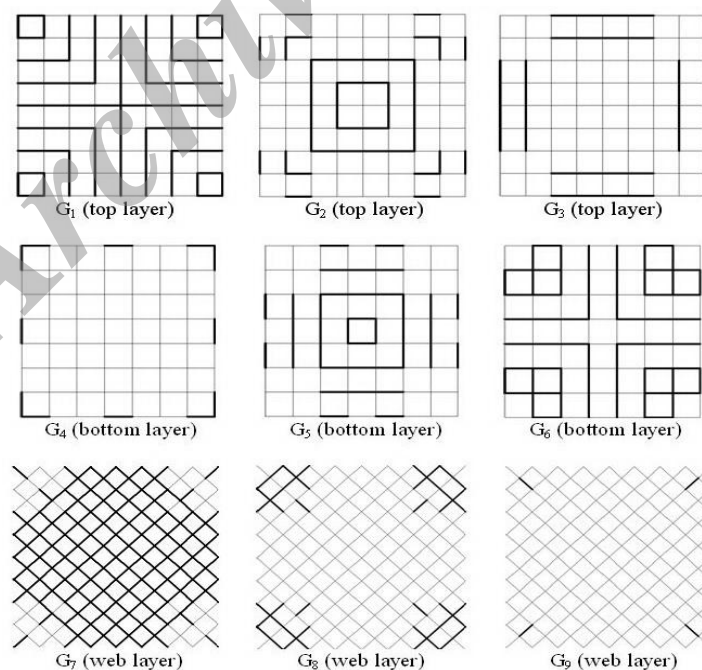 Archiv
G₁ (top layer)
G₂ (top layer)
G₃ (top layer)
G₄ (bottom layer)
G₅ (bottom layer)
G₆ (bottom layer)
G₇ (web layer)
G₈ (web layer)
G₉ (web layer)